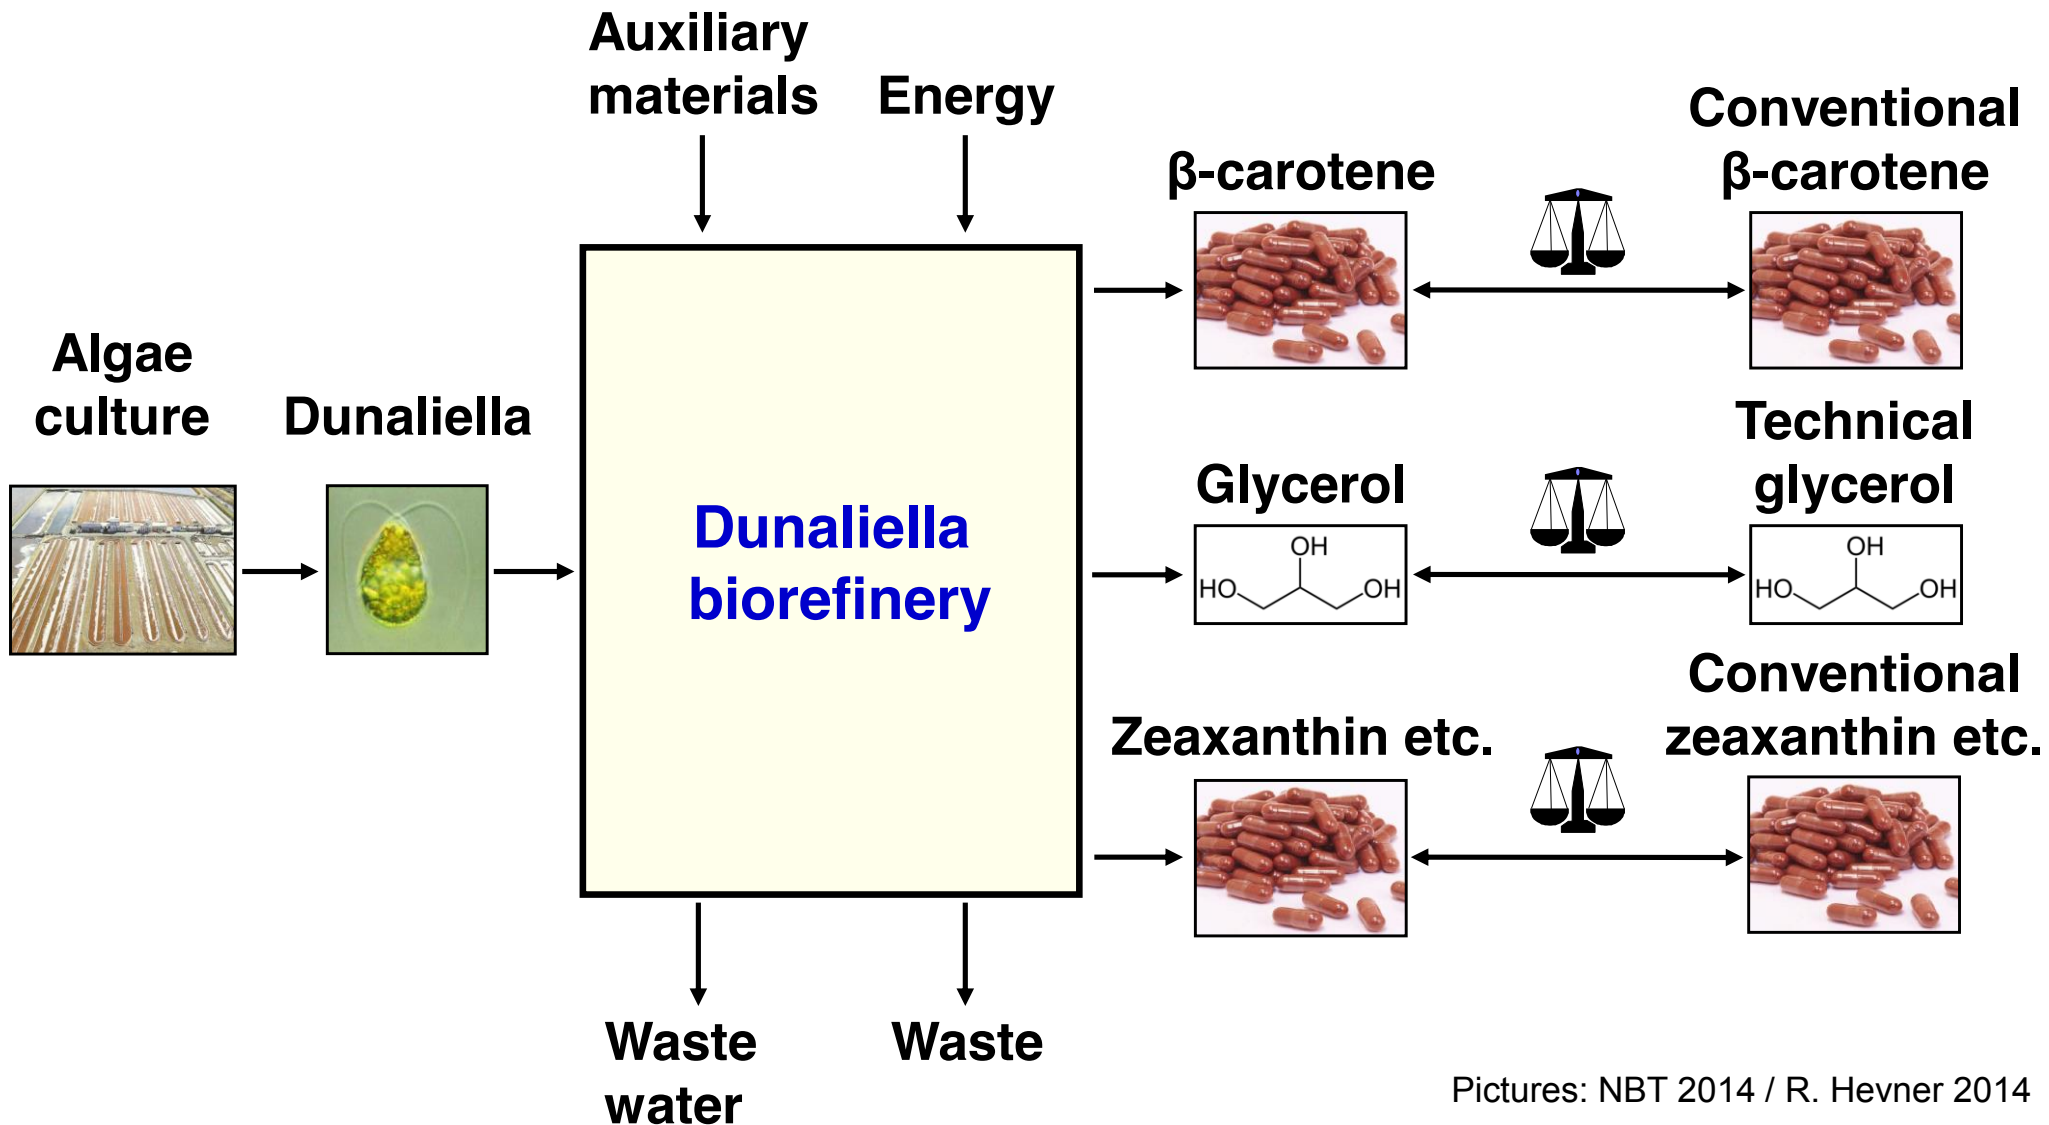 Auxiliary
materials
Energy
β-carotene
Conventional
β-carotene
Algae
culture
Dunaliella
Dunaliella
biorefinery
Glycerol
OH
HO
OH
Technical
glycerol
OH
HO
OH
Zeaxanthin etc.
Conventional
zeaxanthin etc.
Waste
water
Waste
Pictures: NBT 2014 / R. Hevner 2014